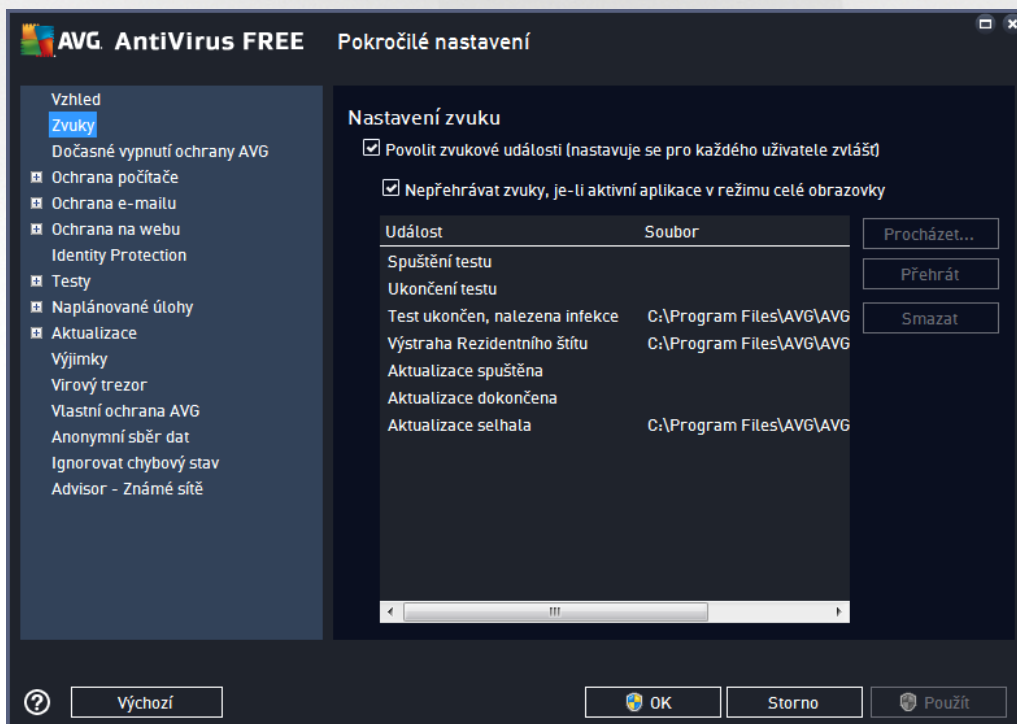 AVG. AntiVirus FREE Pokročilé nastavení
Vzhled
Zvuky
Dočasné vypnutí ochrany AVG
Ochrana počítače
Ochrana e-mailu
Ochrana na webu
Identity Protection
Testy
Naplánované úlohy
Aktualizace
Výjimky
Virový trezor
Vlastní ochrana AVG
Anonymní sběr dat
Ignorovat chybový stav
Advisor - Známé sítě
Nastavení zvuku
Povolit zvukové události (nastavuje se pro každého uživatele zvlášť)
Nepřehrávat zvuky, je-li aktivní aplikace v režimu celé obrazovky
Událost Soubor
Spuštění testu
Ukončení testu
Test ukončen, nalezena infekce C:\Program Files\AVG\AVG
Výstraha Rezidentního štítu C:\Program Files\AVG\AVG
Aktualizace spuštěna
Aktualizace dokončena
Aktualizace selhala C:\Program Files\AVG\AVG
Procházet...
Přehrát
Smazat
Výchozí
OK
Storno
Použít